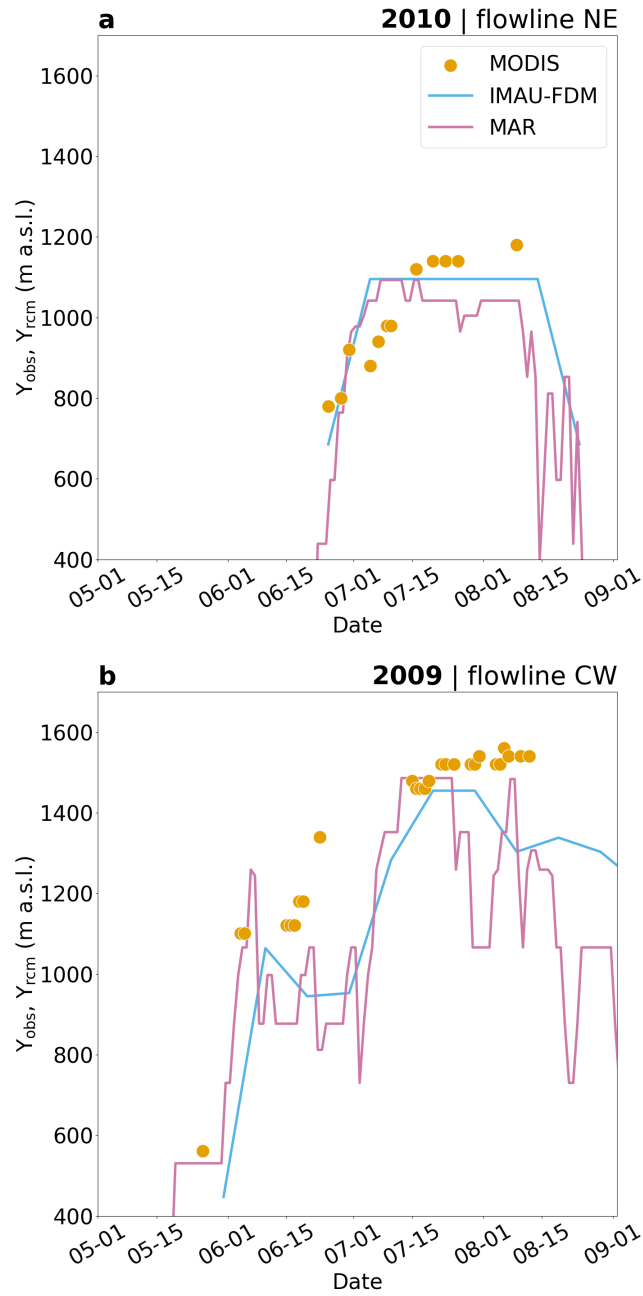 a 2010 | flowline NE
1600
1400
1200
1000
800
600
400
Y_obs, Y_rcm (m a.s.l.)
MODIS
IMAU-FDM
MAR
05-01 05-15 06-01 06-15 07-01 07-15 08-01 08-15 09-01
Date
b 2009 | flowline CW
1600
1400
1200
1000
800
600
400
Y_obs, Y_rcm (m a.s.l.)
05-01 05-15 06-01 06-15 07-01 07-15 08-01 08-15 09-01
Date